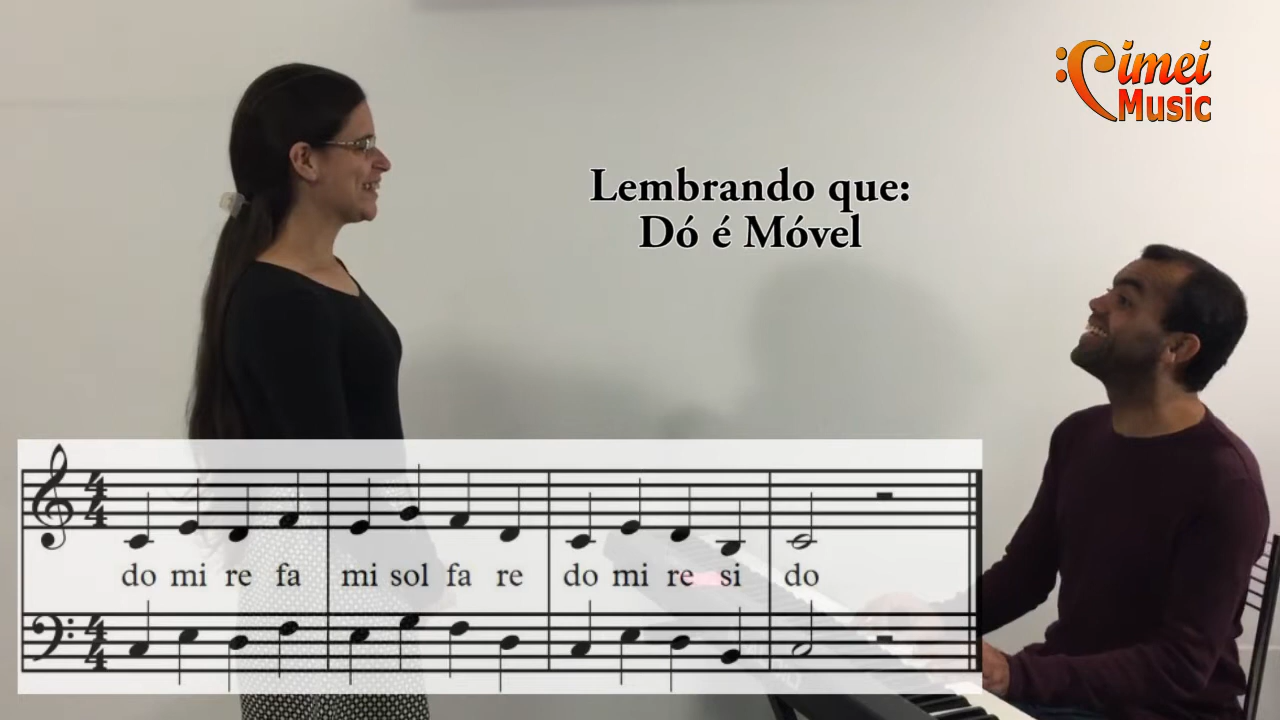 Cimei
Music
Lembrando que:
Dó é Móvel
do mi re fa mi sol fa re do mi re si do